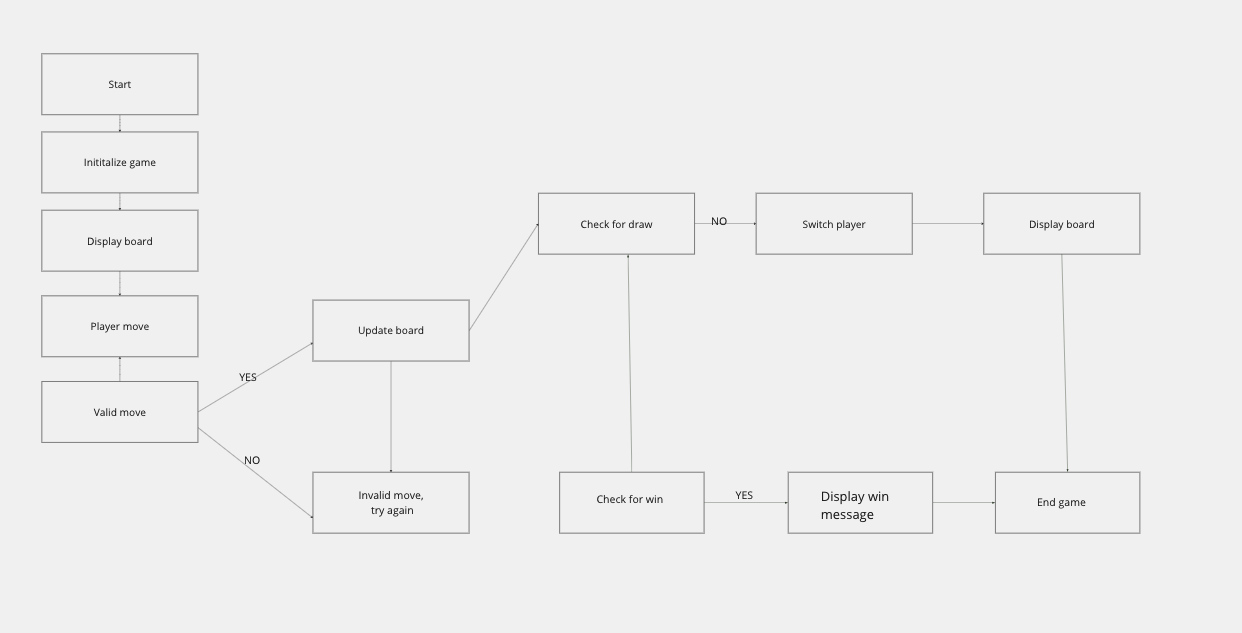 Start
Inititalize game
Display board
Player move
Valid move
YES
NO
Update board
Invalid move,
try again
Check for draw
NO
Switch player
Display board
Check for win
YES
Display win
message
End game